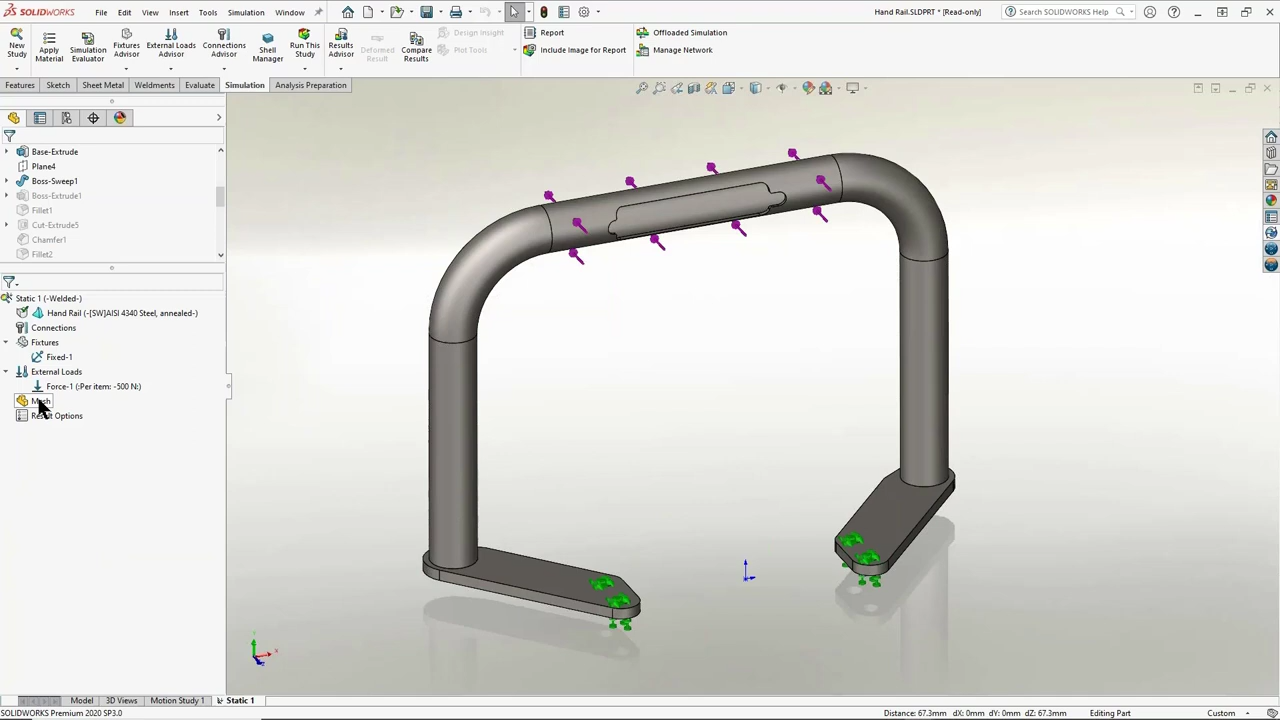 SOLIDWORKS File Edit View Insert Tools Simulation Window Hand Rail.SLDPRT * [Read-only] Search SOLIDWORKS Help
New Study
Apply Material
Simulation Evaluator
Fixtures Advisor
External Loads Advisor
Connections Advisor
Shell Manager
Run This Study
Results Advisor
Deformed Result
Compare Results
Design Insight
Plot Tools
Report
Include Image for Report
Offloaded Simulation
Manage Network
Features Sketch Sheet Metal Weldments Evaluate Simulation Analysis Preparation
Base-Extrude
Plane4
Boss-Sweep1
Boss-Extrude1
Fillet1
Cut-Extrude5
Chamfer1
Fillet2
Static 1 (-Welded-)
Hand Rail (-[SW]AISI 4340 Steel, annealed-)
Connections
Fixtures
Fixed-1
External Loads
Force-1 (:Per item: -500 N:)
Mesh
Result Options
Model 3D Views Motion Study 1 Static 1
SOLIDWORKS Premium 2020 SP3.0 Distance: 67.3mm dX: 0mm dY: 0mm dZ: 67.3mm Editing Part Custom